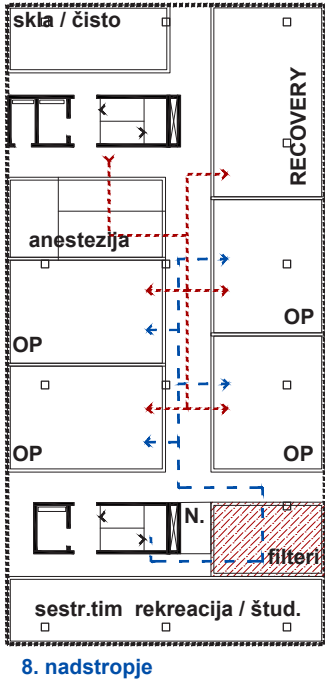 skla / čisto
RECOVERY
anestezija
OP
OP
OP
OP
N.
filteri
sestr.tim rekreacija / štud.
8. nadstropje